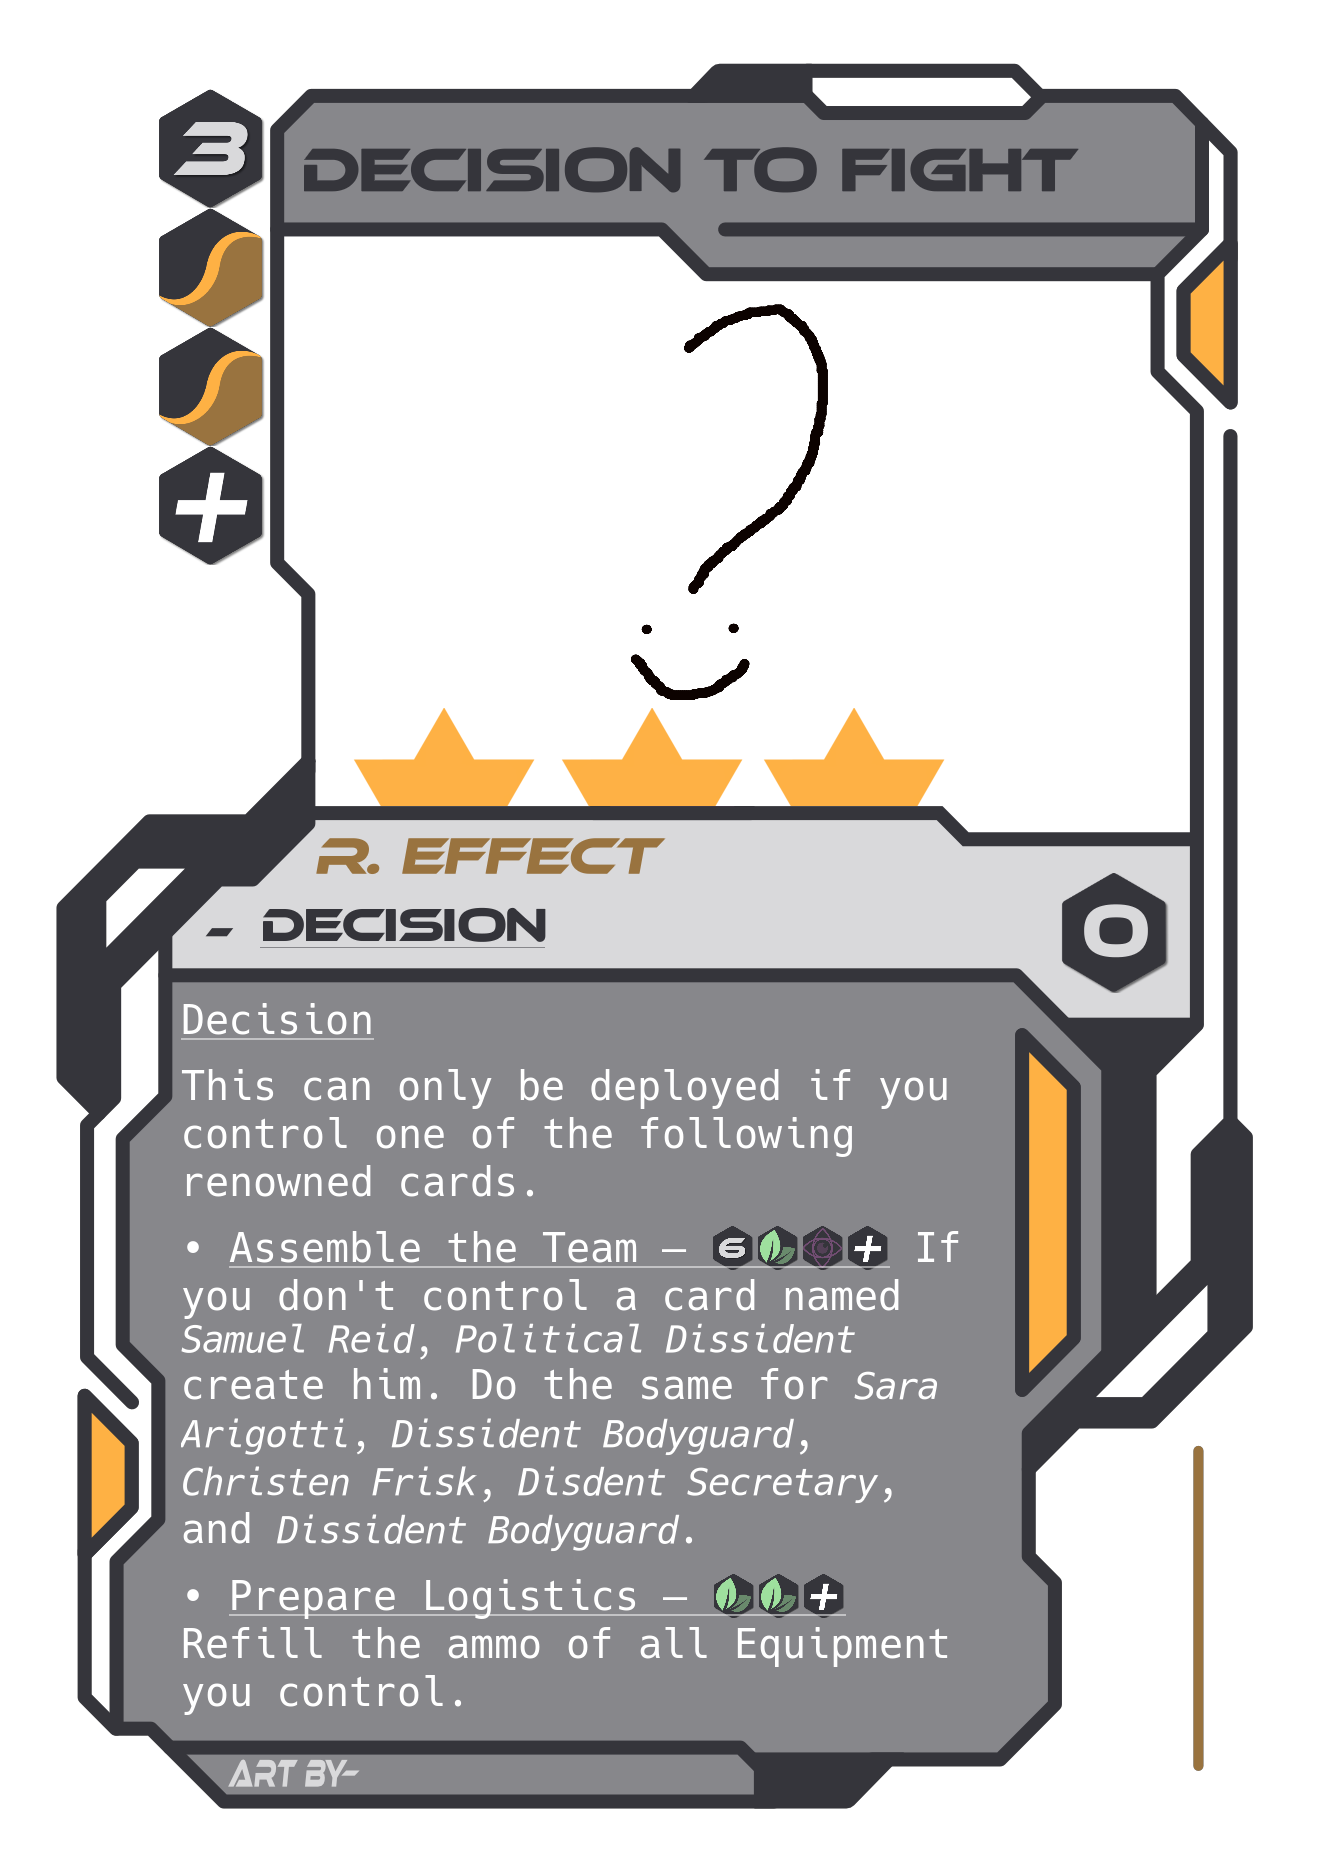 3
DECISION TO FIGHT
+
R. EFFECT
- DECISION
0
Decision
This can only be deployed if you
control one of the following
renowned cards.
• Assemble the Team – 6 + If
you don't control a card named
Samuel Reid, Political Dissident
create him. Do the same for Sara
Arigotti, Dissident Bodyguard,
Christen Frisk, Disdent Secretary,
and Dissident Bodyguard.
• Prepare Logistics – +
Refill the ammo of all Equipment
you control.
ART BY-